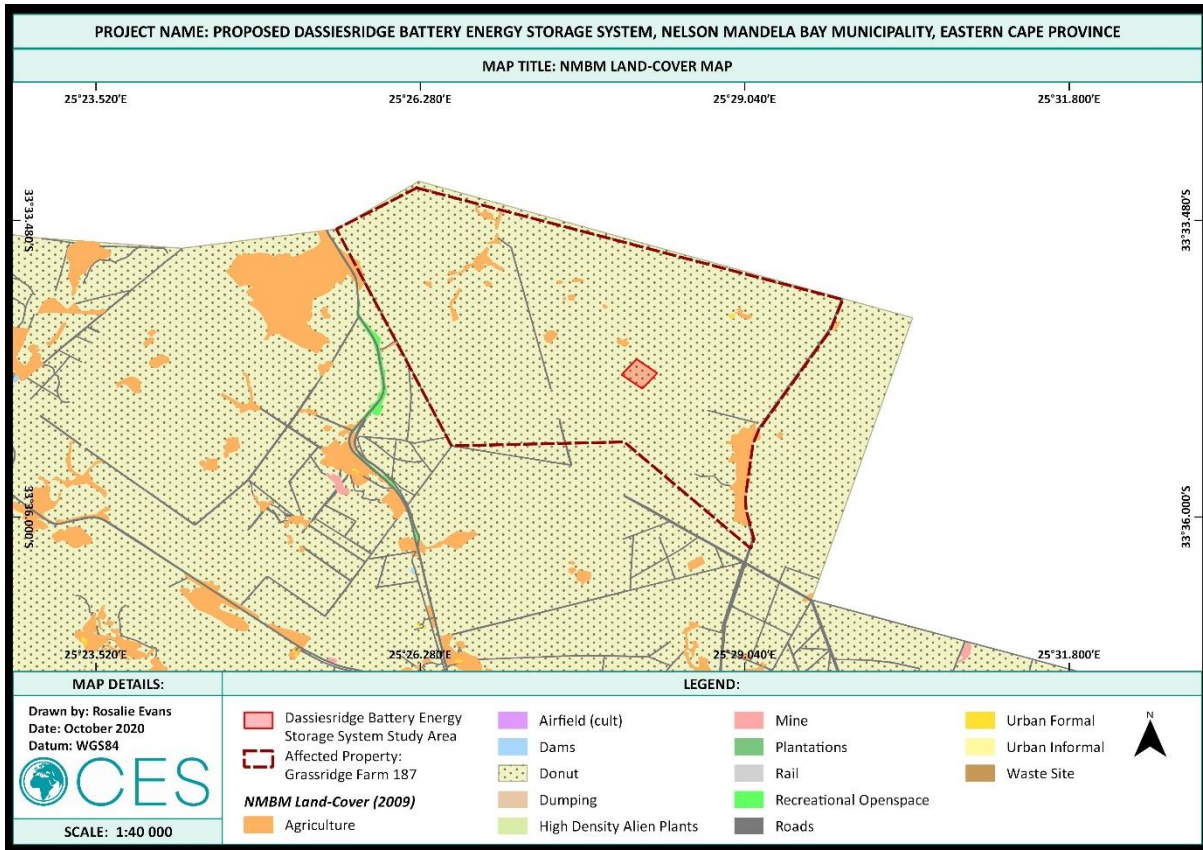 PROJECT NAME: PROPOSED DASSIESRIDGE BATTERY ENERGY STORAGE SYSTEM, NELSON MANDELA BAY MUNICIPALITY, EASTERN CAPE PROVINCE
MAP TITLE: NMBM LAND-COVER MAP
25°23.520'E
25°26.280'E
25°29.040'E
25°31.800'E
33°33.480'S
33°33.480'S
33°36.000'S
33°36.000'S
25°23.520'E
25°26.280'E
25°29.040'E
25°31.800'E
MAP DETAILS:
Drawn by: Rosalie Evans
Date: October 2020
Datum: WGS84
CES
SCALE: 1:40 000
LEGEND:
Dassiesridge Battery Energy
Storage System Study Area
Affected Property:
Grassridge Farm 187
NMBM Land-Cover (2009)
Agriculture
Airfield (cult)
Dams
Donut
Dumping
High Density Alien Plants
Mine
Plantations
Rail
Recreational Openspace
Roads
Urban Formal
Urban Informal
Waste Site
N